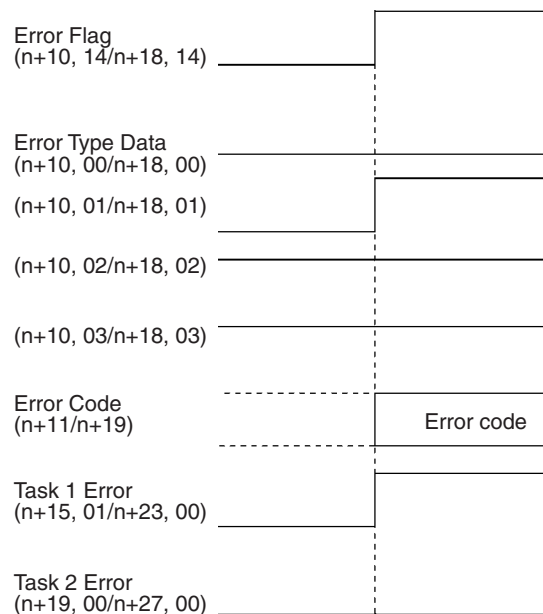 Error Flag
(n+10, 14/n+18, 14)
Error Type Data
(n+10, 00/n+18, 00)
(n+10, 01/n+18, 01)
(n+10, 02/n+18, 02)
(n+10, 03/n+18, 03)
Error Code
(n+11/n+19)
Error code
Task 1 Error
(n+15, 01/n+23, 00)
Task 2 Error
(n+19, 00/n+27, 00)